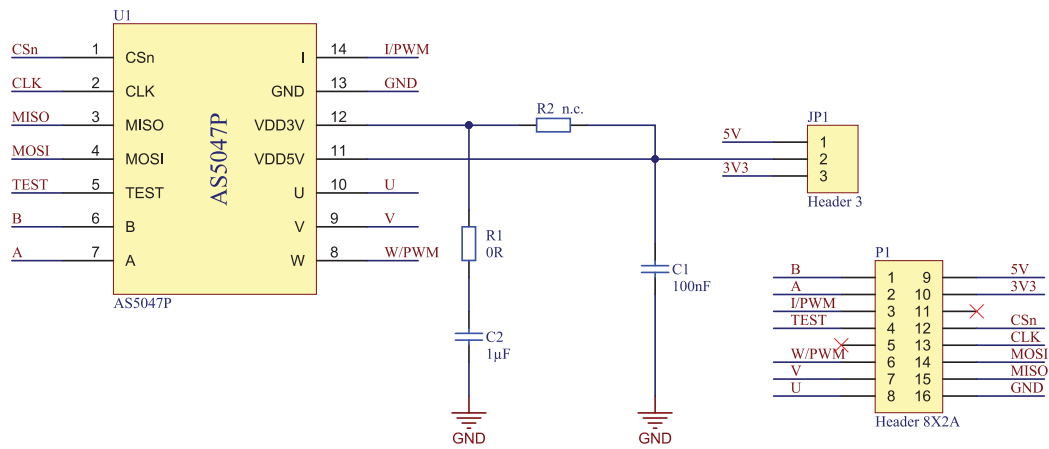 U1
CSn 1 CSn I 14 I/PWM
CLK 2 CLK GND 13 GND
MISO 3 MISO VDD3V 12
MOSI 4 MOSI VDD5V 11
TEST 5 TEST U 10 U
B 6 B V 9 V
A 7 A W 8 W/PWM
AS5047P
AS5047P
R2 n.c.
R1
0R
C2
1µF
GND
C1
100nF
GND
JP1
5V 1
2
3V3 3
Header 3
P1
B 1 9 5V
A 2 10 3V3
I/PWM 3 11
TEST 4 12 CSn
5 13 CLK
W/PWM 6 14 MOSI
V 7 15 MISO
U 8 16 GND
Header 8X2A